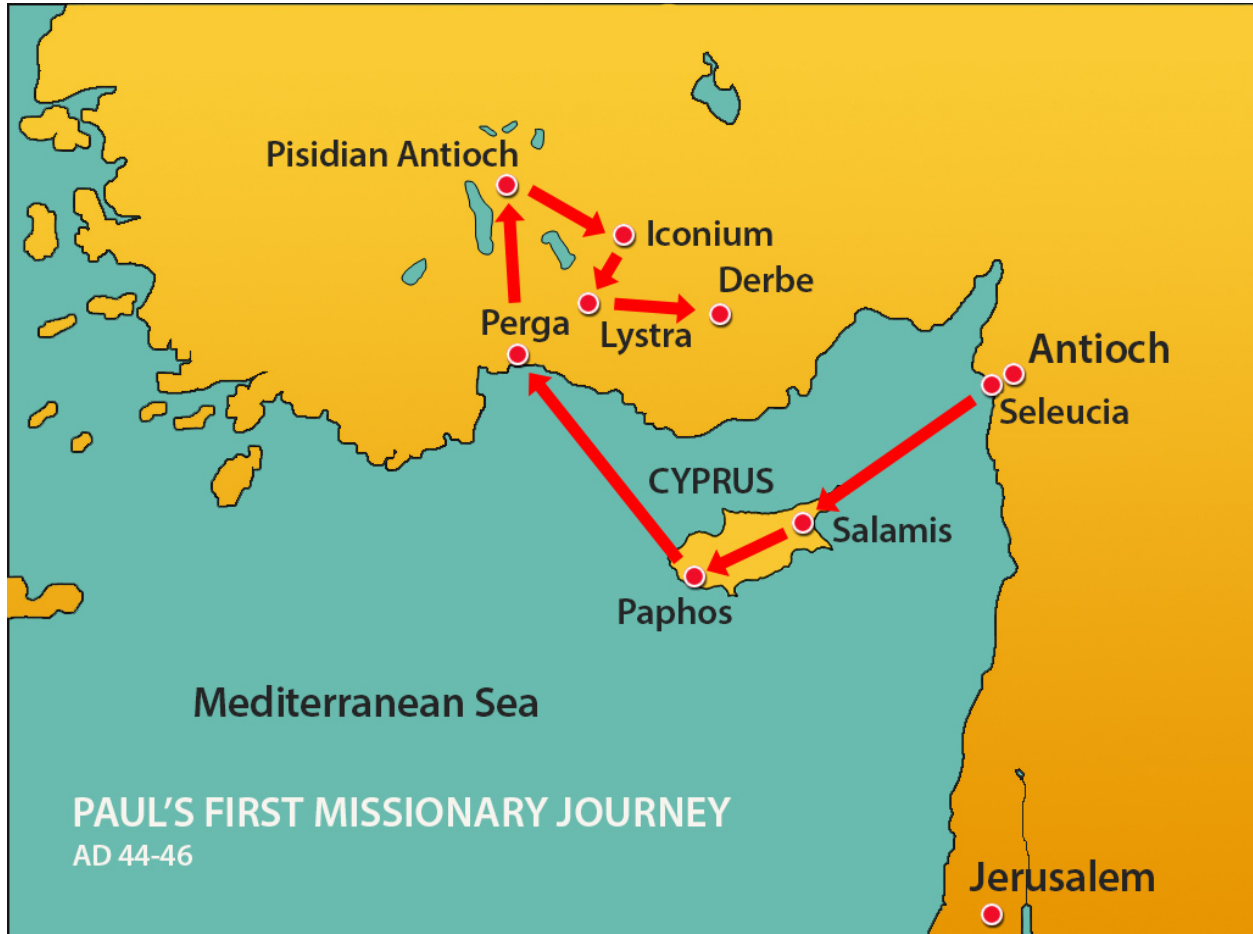 Pisidian Antioch
Iconium
Derbe
Perga
Lystra
Antioch
Seleucia
CYPRUS
Salamis
Paphos
Mediterranean Sea
PAUL'S FIRST MISSIONARY JOURNEY
AD 44-46
Jerusalem